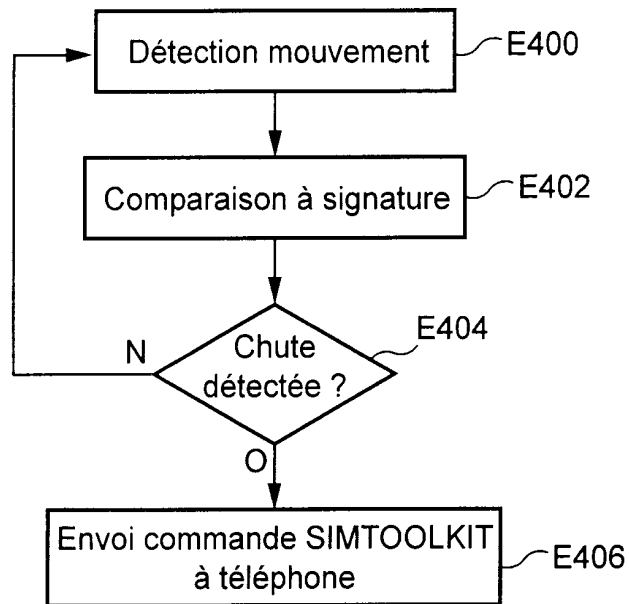 Détection mouvement
E400
Comparaison à signature
E402
E404
N
Chute
détectée ?
O
Envoi commande SIMTOOLKIT
à téléphone
E406